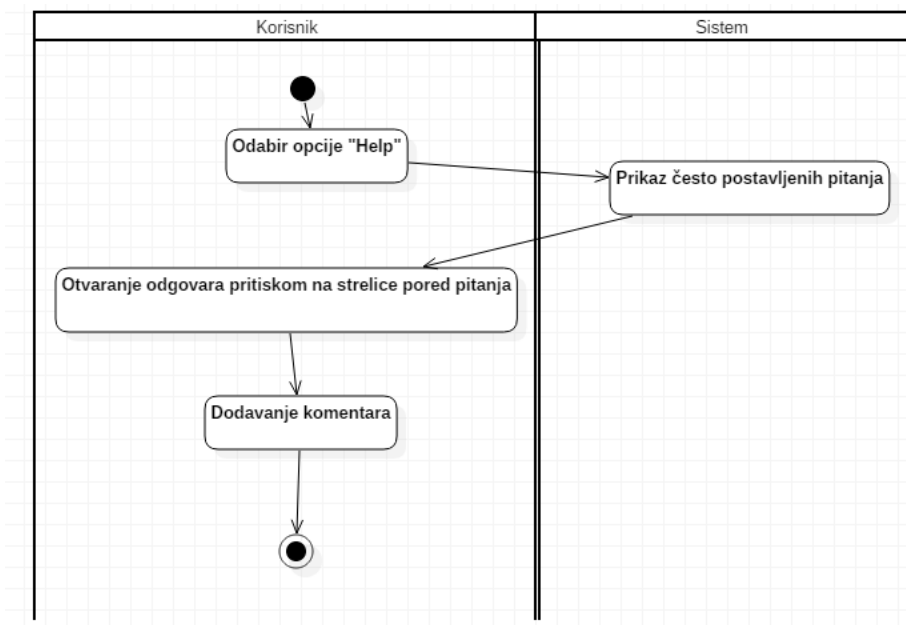 Korisnik
Sistem
Odabir opcije "Help"
Prikaz često postavljenih pitanja
Otvaranje odgovara pritiskom na strelice pored pitanja
Dodavanje komentara